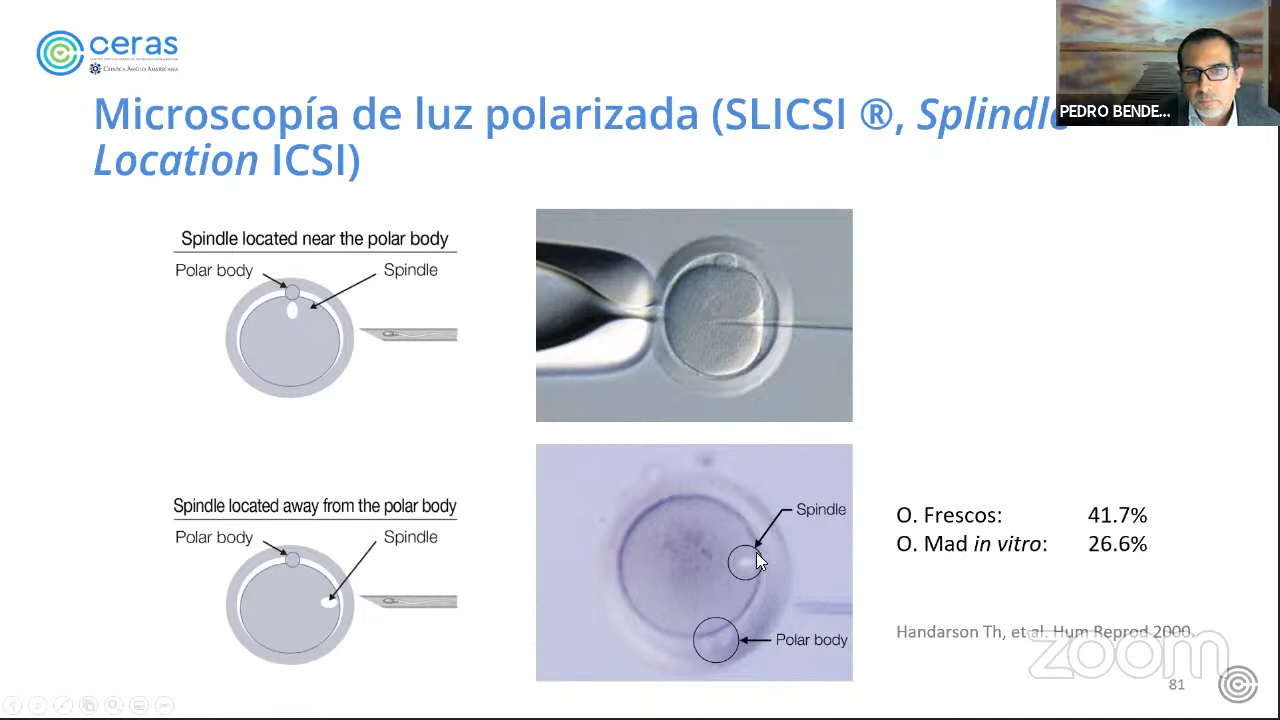 ceras
CLÍNICA ANGLO AMERICANA
PEDRO BENDE...
Microscopía de luz polarizada (SLICSI ®, Splindle
Location ICSI)
Spindle located near the polar body
Polar body
Spindle
Spindle located away from the polar body
Polar body
Spindle
Spindle
Polar body
O. Frescos: 41.7%
O. Mad in vitro: 26.6%
Handarson Th, et al. Hum Reprod 2000.
zoom
81